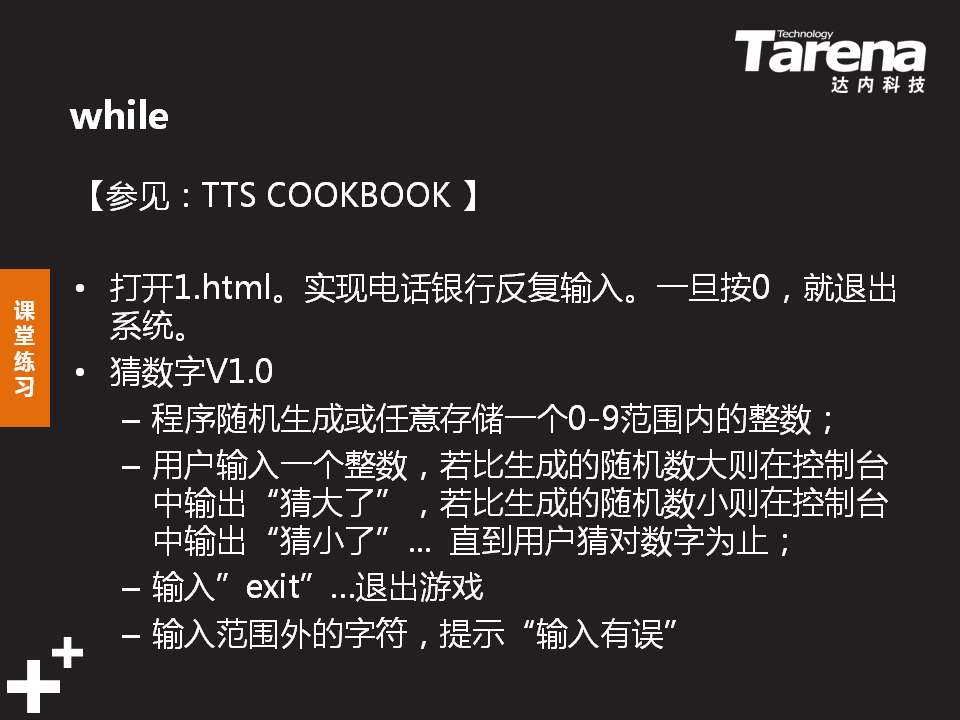 Technology
Tarena
达内科技
while
【参见：TTS COOKBOOK 】
课堂练习
• 打开1.html。实现电话银行反复输入。一旦按0，就退出
系统。
• 猜数字V1.0
– 程序随机生成或任意存储一个0-9范围内的整数；
– 用户输入一个整数，若比生成的随机数大则在控制台
中输出“猜大了”，若比生成的随机数小则在控制台
中输出“猜小了”... 直到用户猜对数字为止；
– 输入”exit”...退出游戏
– 输入范围外的字符，提示“输入有误”